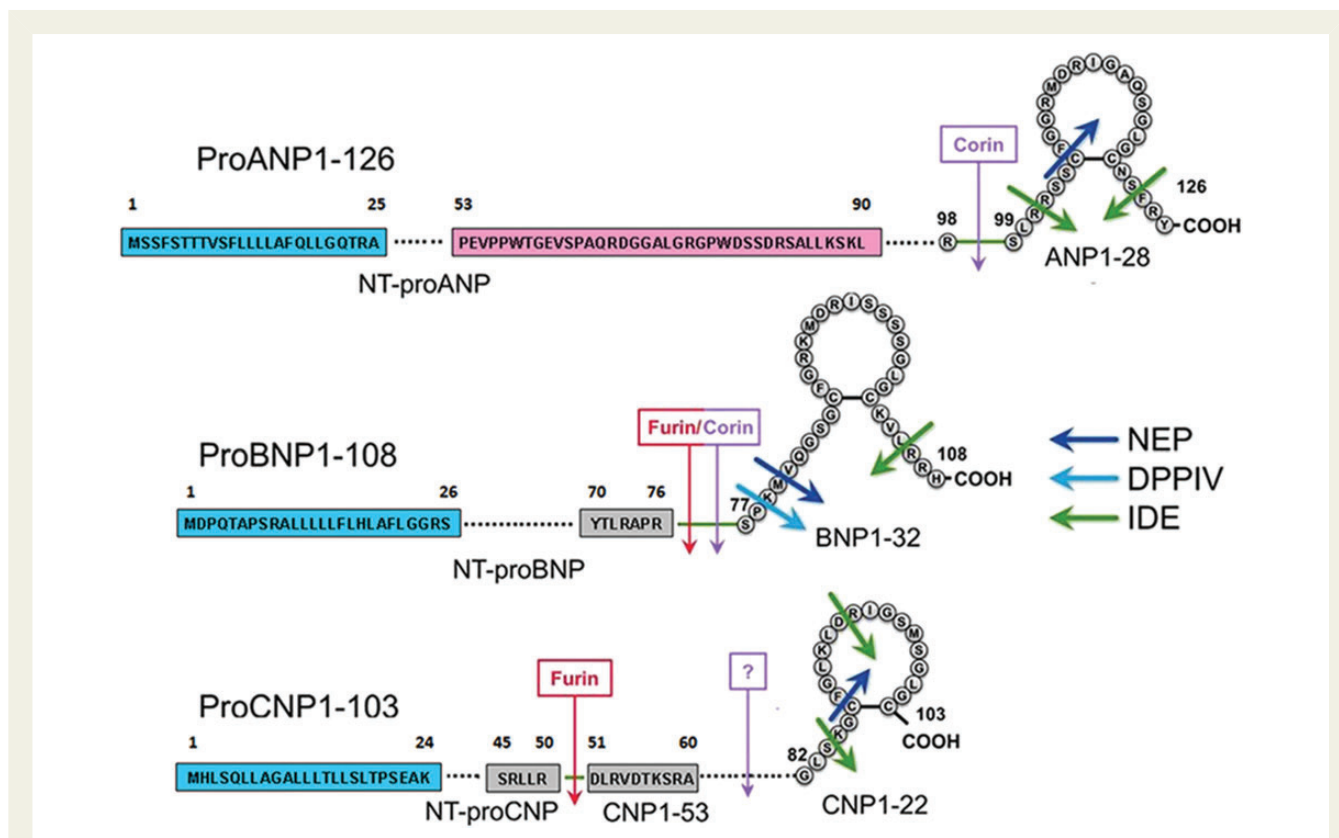 ProANP1-126
1 25 53 90
MSSFSTTTVSFLLLLAFQLLGQTRA
PEVPPWTGEVSPAQRDGGALGRGPWDSSDRSALLKSKL
NT-proANP
Corin
98 99
R
SLRRSSCFGGRMDRIGAQSGLGCNSFRY
126
COOH
ANP1-28
ProBNP1-108
1 26 70 76
MDPQTAPSRALLLLLFLHLAFLGGRS
YTLRAPR
NT-proBNP
Furin/Corin
77
SPKMVQGSGCFGRKMDRISSSSGLGCKVLRRH
108
COOH
BNP1-32
NEP
DPPIV
IDE
ProCNP1-103
1 24 45 50 51 60
MHLSQLLAGALLLTLLSLTPSEAK
SRLLR
DLRVDTKSRA
NT-proCNP
CNP1-53
Furin
?
82
GLSKGCFGLKLDRIGSMSGLGC
103
COOH
CNP1-22